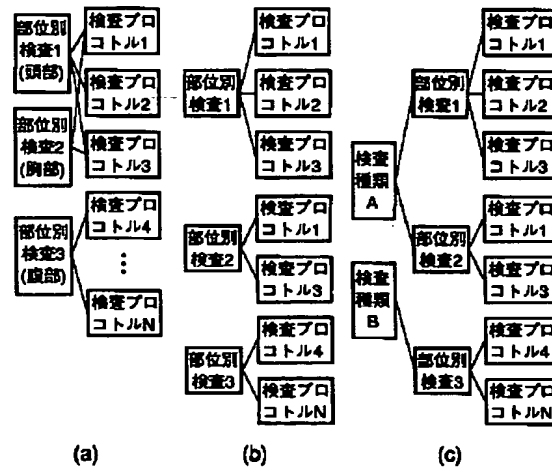 部位別
検査1
(頭部)
部位別
検査2
(胸部)
部位別
検査3
(腹部)
検査プロ
コトル1
検査プロ
コトル2
検査プロ
コトル3
検査プロ
コトル4
⋮
検査プロ
コトルN
(a)
部位別
検査1
部位別
検査2
部位別
検査3
検査プロ
コトル1
検査プロ
コトル2
検査プロ
コトル3
検査プロ
コトル1
検査プロ
コトル3
検査プロ
コトル4
検査プロ
コトルN
(b)
検査
種類
A
検査
種類
B
部位別
検査1
部位別
検査2
部位別
検査3
検査プロ
コトル1
検査プロ
コトル2
検査プロ
コトル3
検査プロ
コトル1
検査プロ
コトル3
検査プロ
コトル4
検査プロ
コトルN
(c)